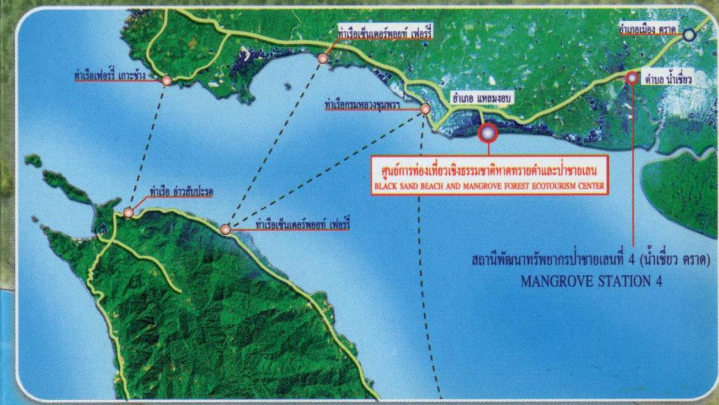 อำเภอเมือง ตราด
ท่าเรือเซ็นเตอร์พอยท์ เฟอร์รี่
ท่าเรือเฟอร์รี่ เกาะช้าง
ตำบล น้ำเชี่ยว
อำเภอ แหลมงอบ
ท่าเรือกรมหลวงชุมพรฯ
ศูนย์การท่องเที่ยวเชิงธรรมชาติหาดทรายดำและป่าชายเลน
BLACK SAND BEACH AND MANGROVE FOREST ECOTOURISM CENTER
ท่าเรือ อ่าวสับปะรด
ท่าเรือเซ็นเตอร์พอยท์ เฟอร์รี่
สถานีพัฒนาทรัพยากรป่าชายเลนที่ 4 (น้ำเชี่ยว ตราด)
MANGROVE STATION 4